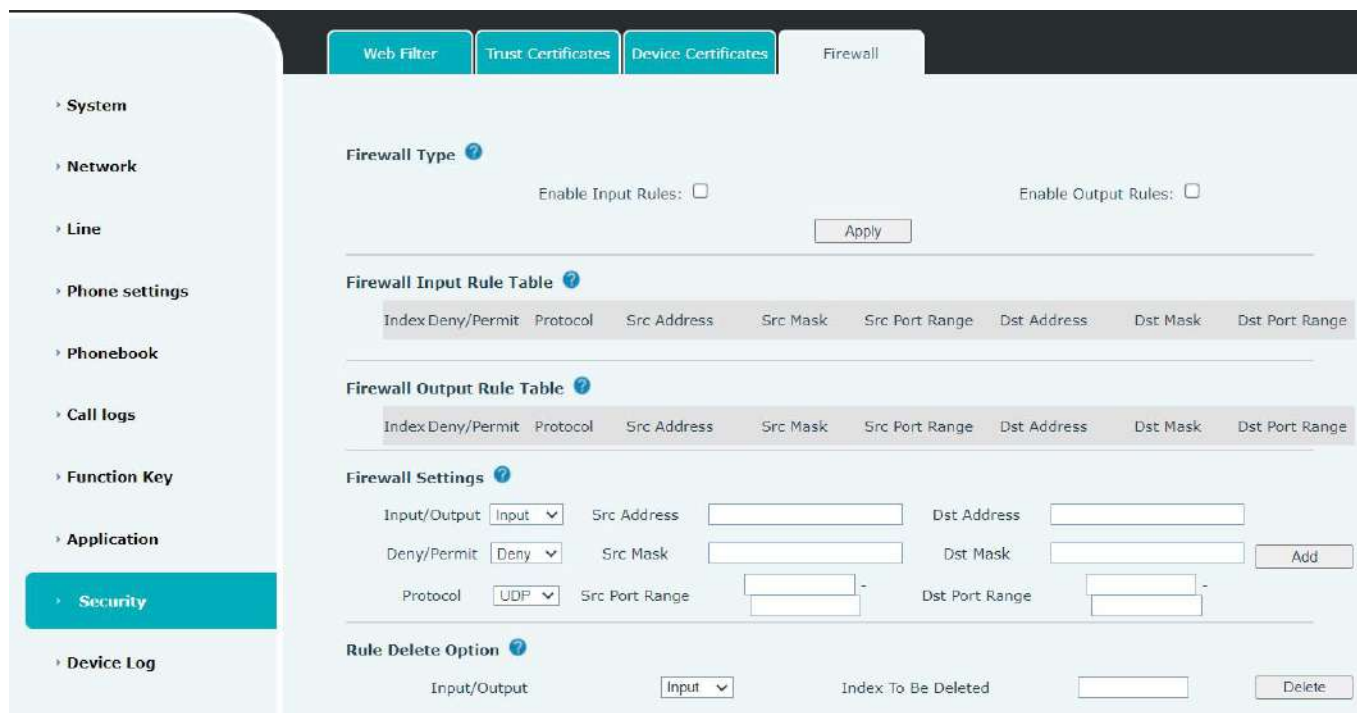 Web Filter Trust Certificates Device Certificates Firewall
System
Network
Line
Phone settings
Phonebook
Call logs
Function Key
Application
Security
Device Log
Firewall Type ?
Enable Input Rules: Enable Output Rules:
Apply
Firewall Input Rule Table ?
Index Deny/Permit Protocol Src Address Src Mask Src Port Range Dst Address Dst Mask Dst Port Range
Firewall Output Rule Table ?
Index Deny/Permit Protocol Src Address Src Mask Src Port Range Dst Address Dst Mask Dst Port Range
Firewall Settings ?
Input/Output Input Src Address Dst Address
Deny/Permit Deny Src Mask Dst Mask Add
Protocol UDP Src Port Range - Dst Port Range -
Rule Delete Option ?
Input/Output Input Index To Be Deleted Delete